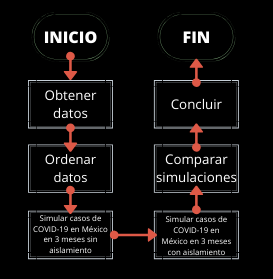 INICIO
Obtener
datos
Ordenar
datos
Simular casos de
COVID-19 en México
en 3 meses sin
aislamiento
Simular casos de
COVID-19 en
México en 3 meses
con aislamiento
Comparar
simulaciones
Concluir
FIN